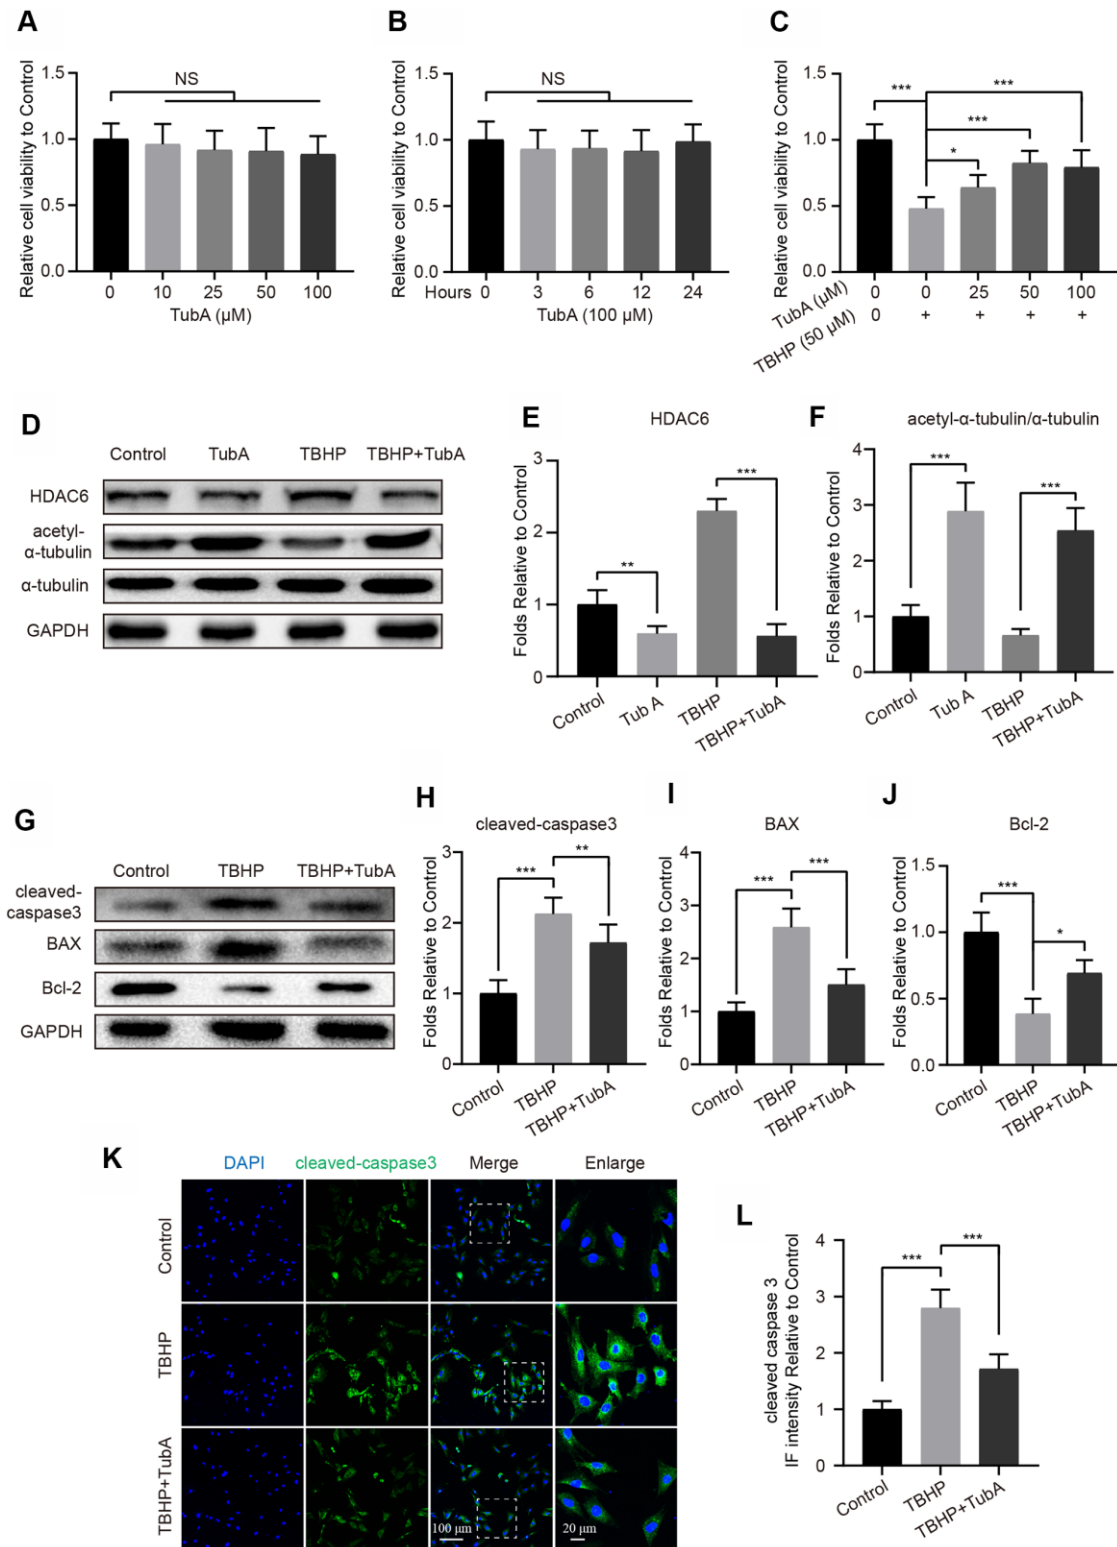 A
Relative cell viability to Control
1.5
1.0
0.5
0.0
NS
0 10 25 50 100
TubA (μM)
B
Relative cell viability to Control
1.5
1.0
0.5
0.0
NS
Hours 0 3 6 12 24
TubA (100 μM)
C
Relative cell viability to Control
1.5
1.0
0.5
0.0
*** ***
***
*
TubA (μM) 0 0 25 50 100
TBHP (50 μM) 0 + + + +
D
Control TubA TBHP TBHP+TubA
HDAC6
acetyl-
α-tubulin
α-tubulin
GAPDH
E
HDAC6
Folds Relative to Control
3
2
1
0
**
***
Control Tub A TBHP TBHP+TubA
F
acetyl-α-tubulin/α-tubulin
Folds Relative to Control
4
3
2
1
0
***
***
Control Tub A TBHP TBHP+TubA
G
Control TBHP TBHP+TubA
cleaved-
caspase3
BAX
Bcl-2
GAPDH
H
cleaved-caspase3
Folds Relative to Control
3
2
1
0
***
**
Control TBHP TBHP+TubA
I
BAX
Folds Relative to Control
4
3
2
1
0
***
***
Control TBHP TBHP+TubA
J
Bcl-2
Folds Relative to Control
1.5
1.0
0.5
0.0
***
*
Control TBHP TBHP+TubA
K
DAPI cleaved-caspase3 Merge Enlarge
Control
TBHP
TBHP+TubA
100 μm
20 μm
L
cleaved caspase 3
IF intensity Relative to Control
4
3
2
1
0
***
***
Control TBHP TBHP+TubA